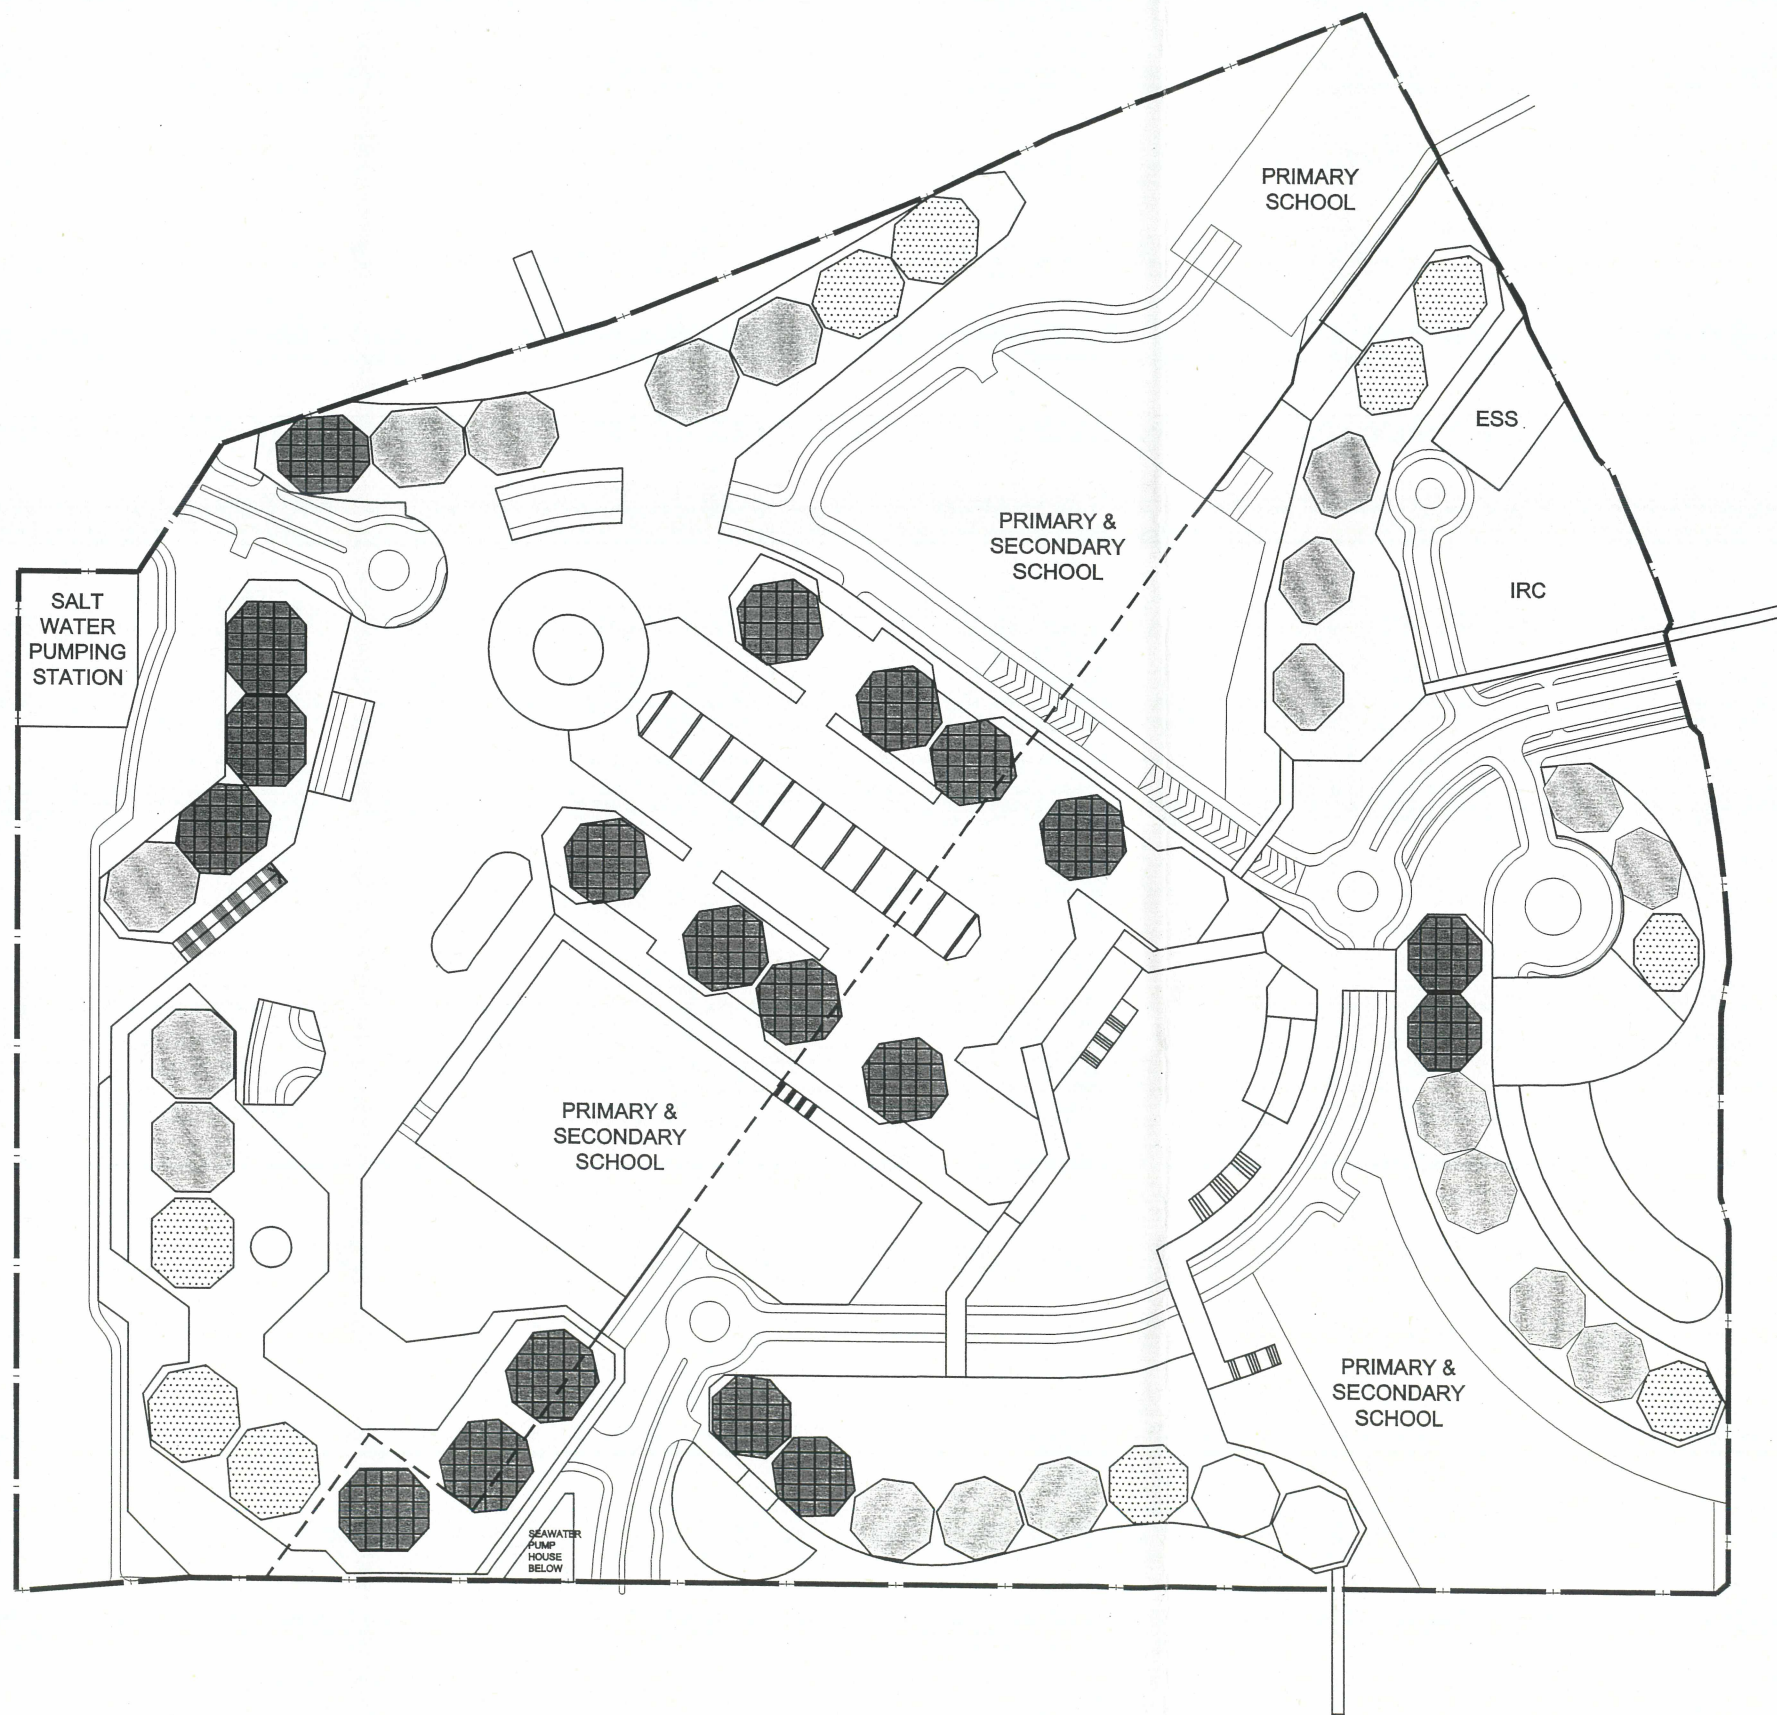 PRIMARY
SCHOOL
ESS
PRIMARY &
SECONDARY
SCHOOL
IRC
SALT
WATER
PUMPING
STATION
PRIMARY &
SECONDARY
SCHOOL
PRIMARY &
SECONDARY
SCHOOL
SEAWATER
PUMP
HOUSE
BELOW